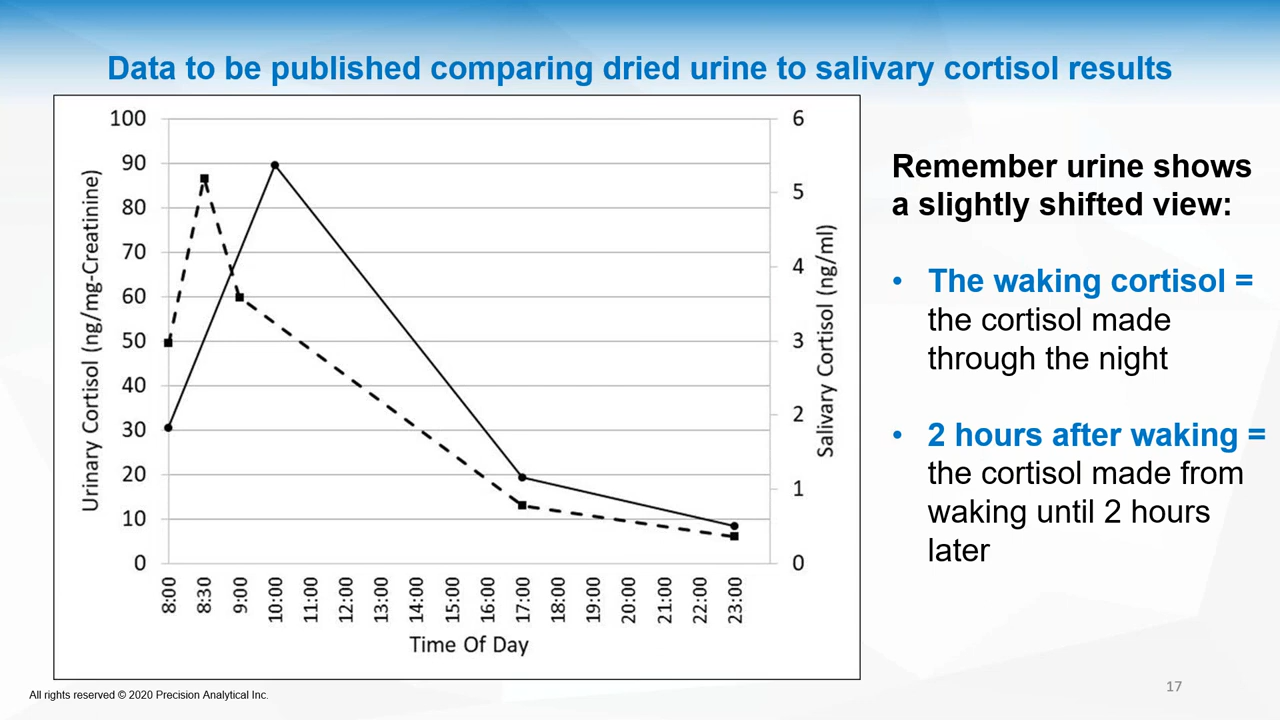 Data to be published comparing dried urine to salivary cortisol results
100
90
80
70
60
50
40
30
20
10
0
Urinary Cortisol (ng/mg-Creatinine)
6
5
4
3
2
1
0
Salivary Cortisol (ng/ml)
8:00
8:30
9:00
10:00
11:00
12:00
13:00
14:00
15:00
16:00
17:00
18:00
19:00
20:00
21:00
22:00
23:00
Time Of Day
Remember urine shows
a slightly shifted view:
• The waking cortisol =
the cortisol made
through the night
• 2 hours after waking =
the cortisol made from
waking until 2 hours
later
All rights reserved © 2020 Precision Analytical Inc.
17